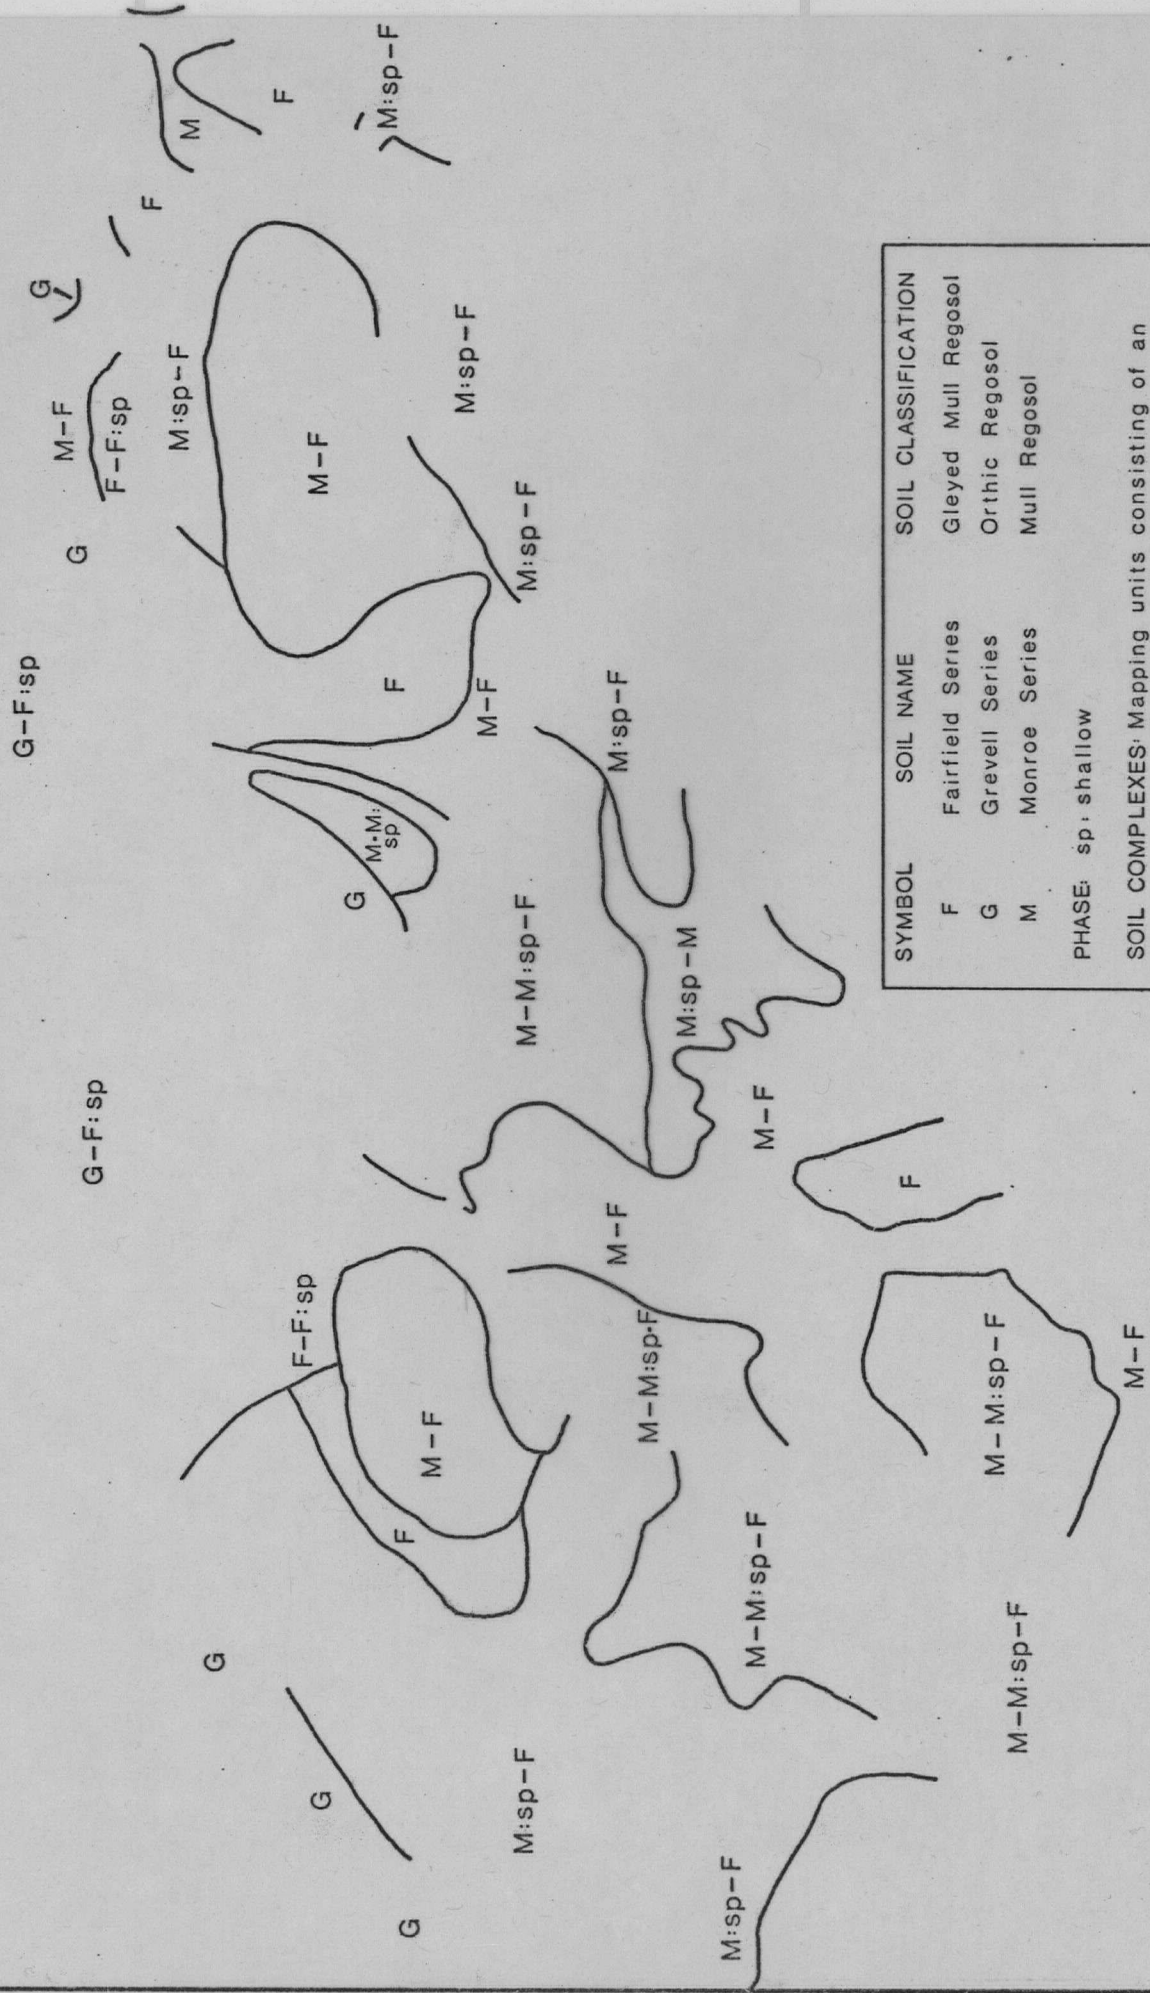 G–F:sp
G
M–F
G
G–F:sp
F–F:sp
F
M:sp–F
M
G
F
F–F:sp
M–F
G
G
M·M:
sp
M:sp–F
F
F
G
M–F
M:sp–F
M–F
M:sp–F
M–M:sp–F
M:sp–F
M–F
M:sp–F
M–M:sp·F
M:sp–M
M:sp–F
M–M:sp–F
M–F
F
M–M:sp–F
M–M:sp–F
M–F
SYMBOL SOIL NAME SOIL CLASSIFICATION
F Fairfield Series Gleyed Mull Regosol
G Grevell Series Orthic Regosol
M Monroe Series Mull Regosol
PHASE: sp: shallow
SOIL COMPLEXES: Mapping units consisting of an